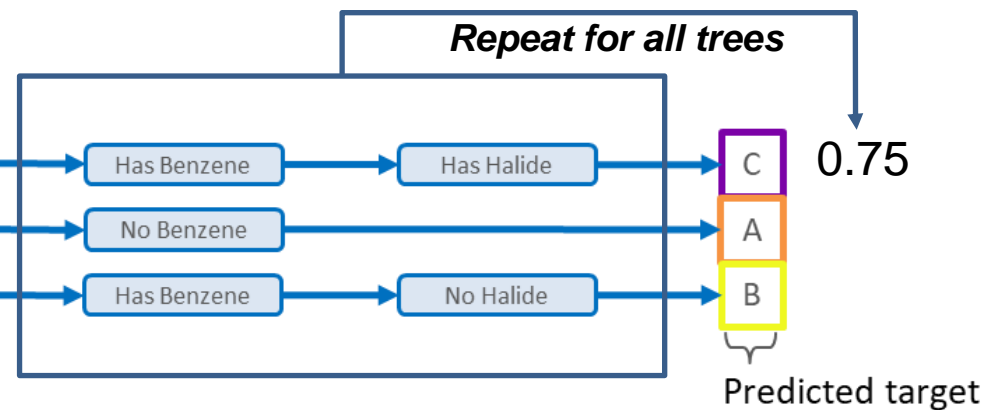 Repeat for all trees
Has Benzene
Has Halide
C
0.75
No Benzene
A
Has Benzene
No Halide
B
Predicted target